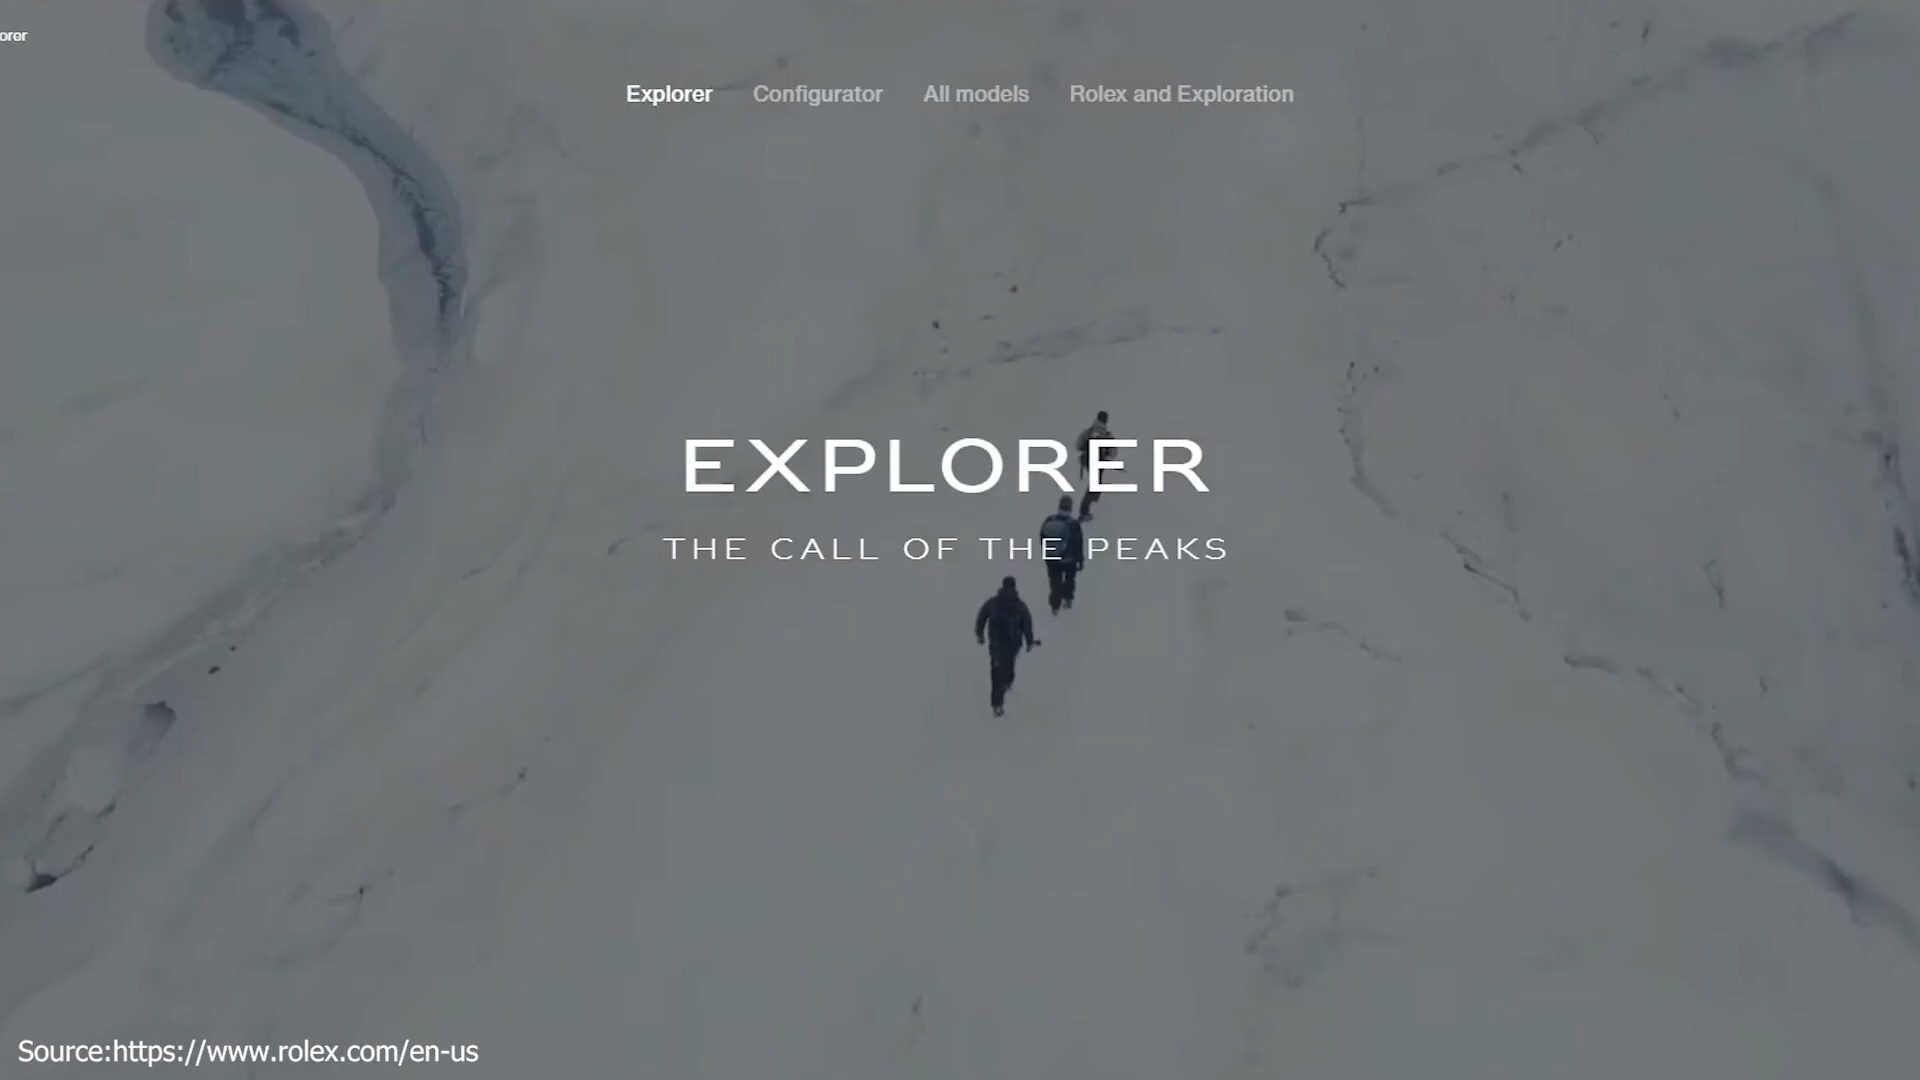 orer
Explorer Configurator All models Rolex and Exploration
EXPLORER
THE CALL OF THE PEAKS
Source:https://www.rolex.com/en-us